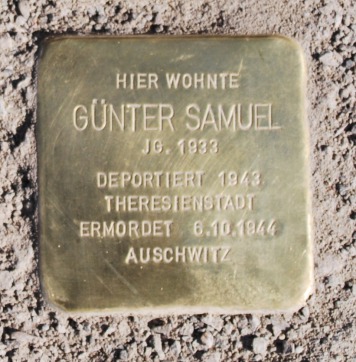 HIER WOHNTE
GÜNTER SAMUEL
JG. 1933
DEPORTIERT 1943
THERESIENSTADT
ERMORDET 6.10.1944
AUSCHWITZ